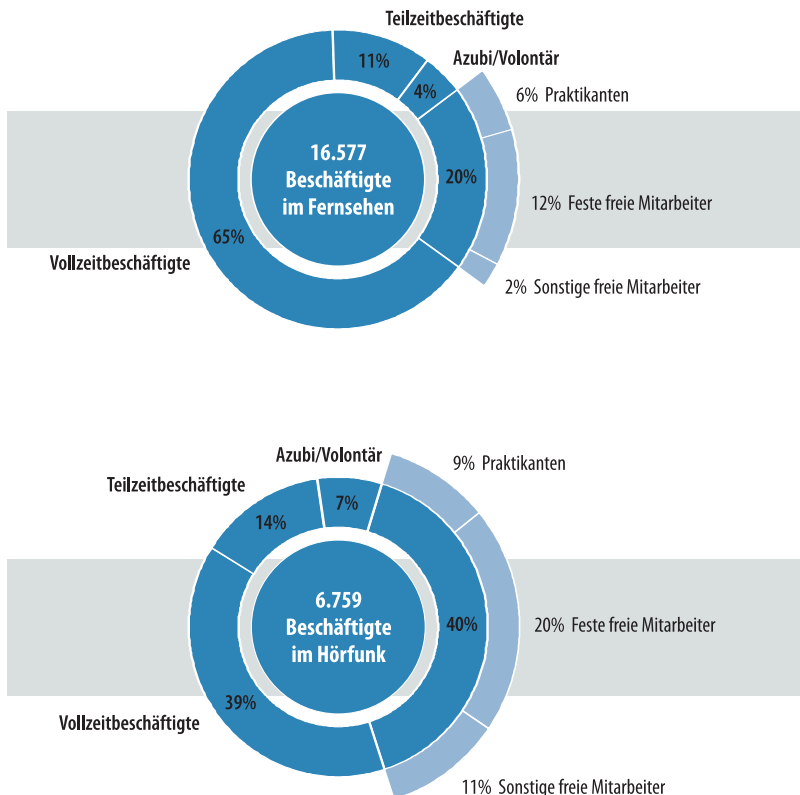 Teilzeitbeschäftigte
11%
Azubi/Volontär
4%
6% Praktikanten
16.577
Beschäftigte
im Fernsehen
20%
12% Feste freie Mitarbeiter
65%
Vollzeitbeschäftigte
2% Sonstige freie Mitarbeiter
Azubi/Volontär
9% Praktikanten
Teilzeitbeschäftigte
7%
14%
6.759
Beschäftigte
im Hörfunk
40%
20% Feste freie Mitarbeiter
39%
Vollzeitbeschäftigte
11% Sonstige freie Mitarbeiter